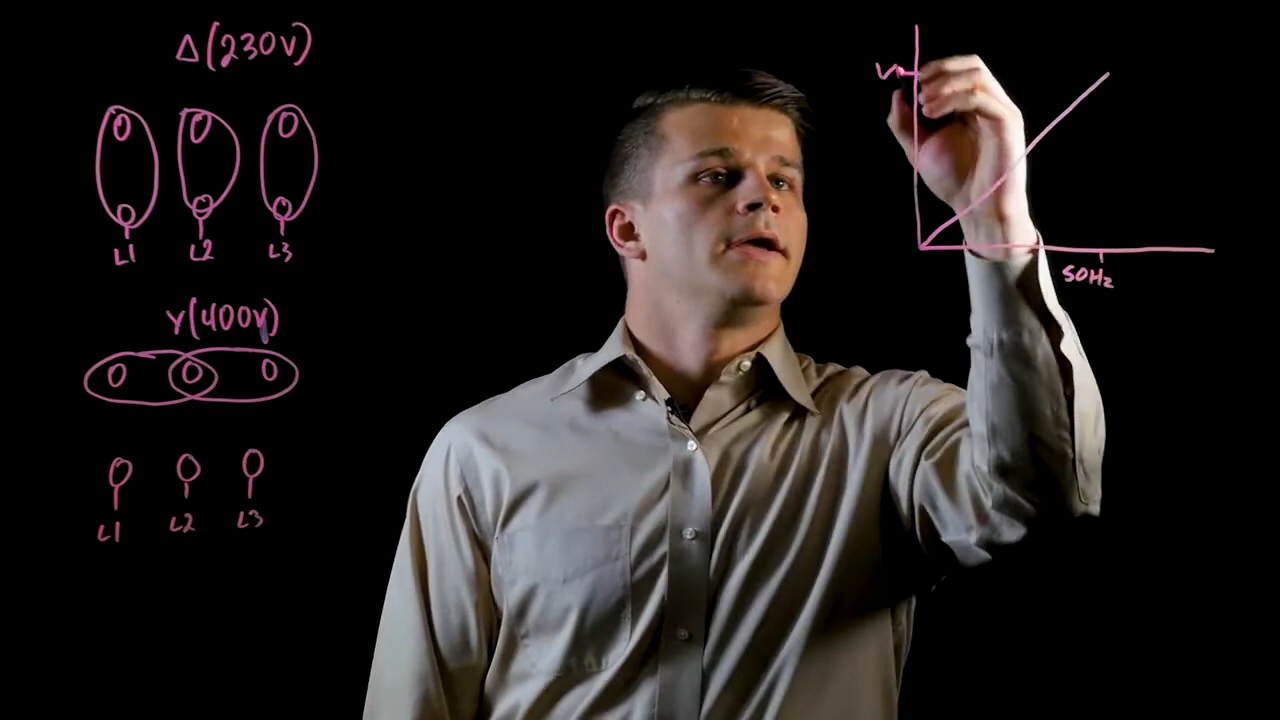 Δ(230V)
L1 L2 L3
Y(400V)
L1 L2 L3
V
50Hz